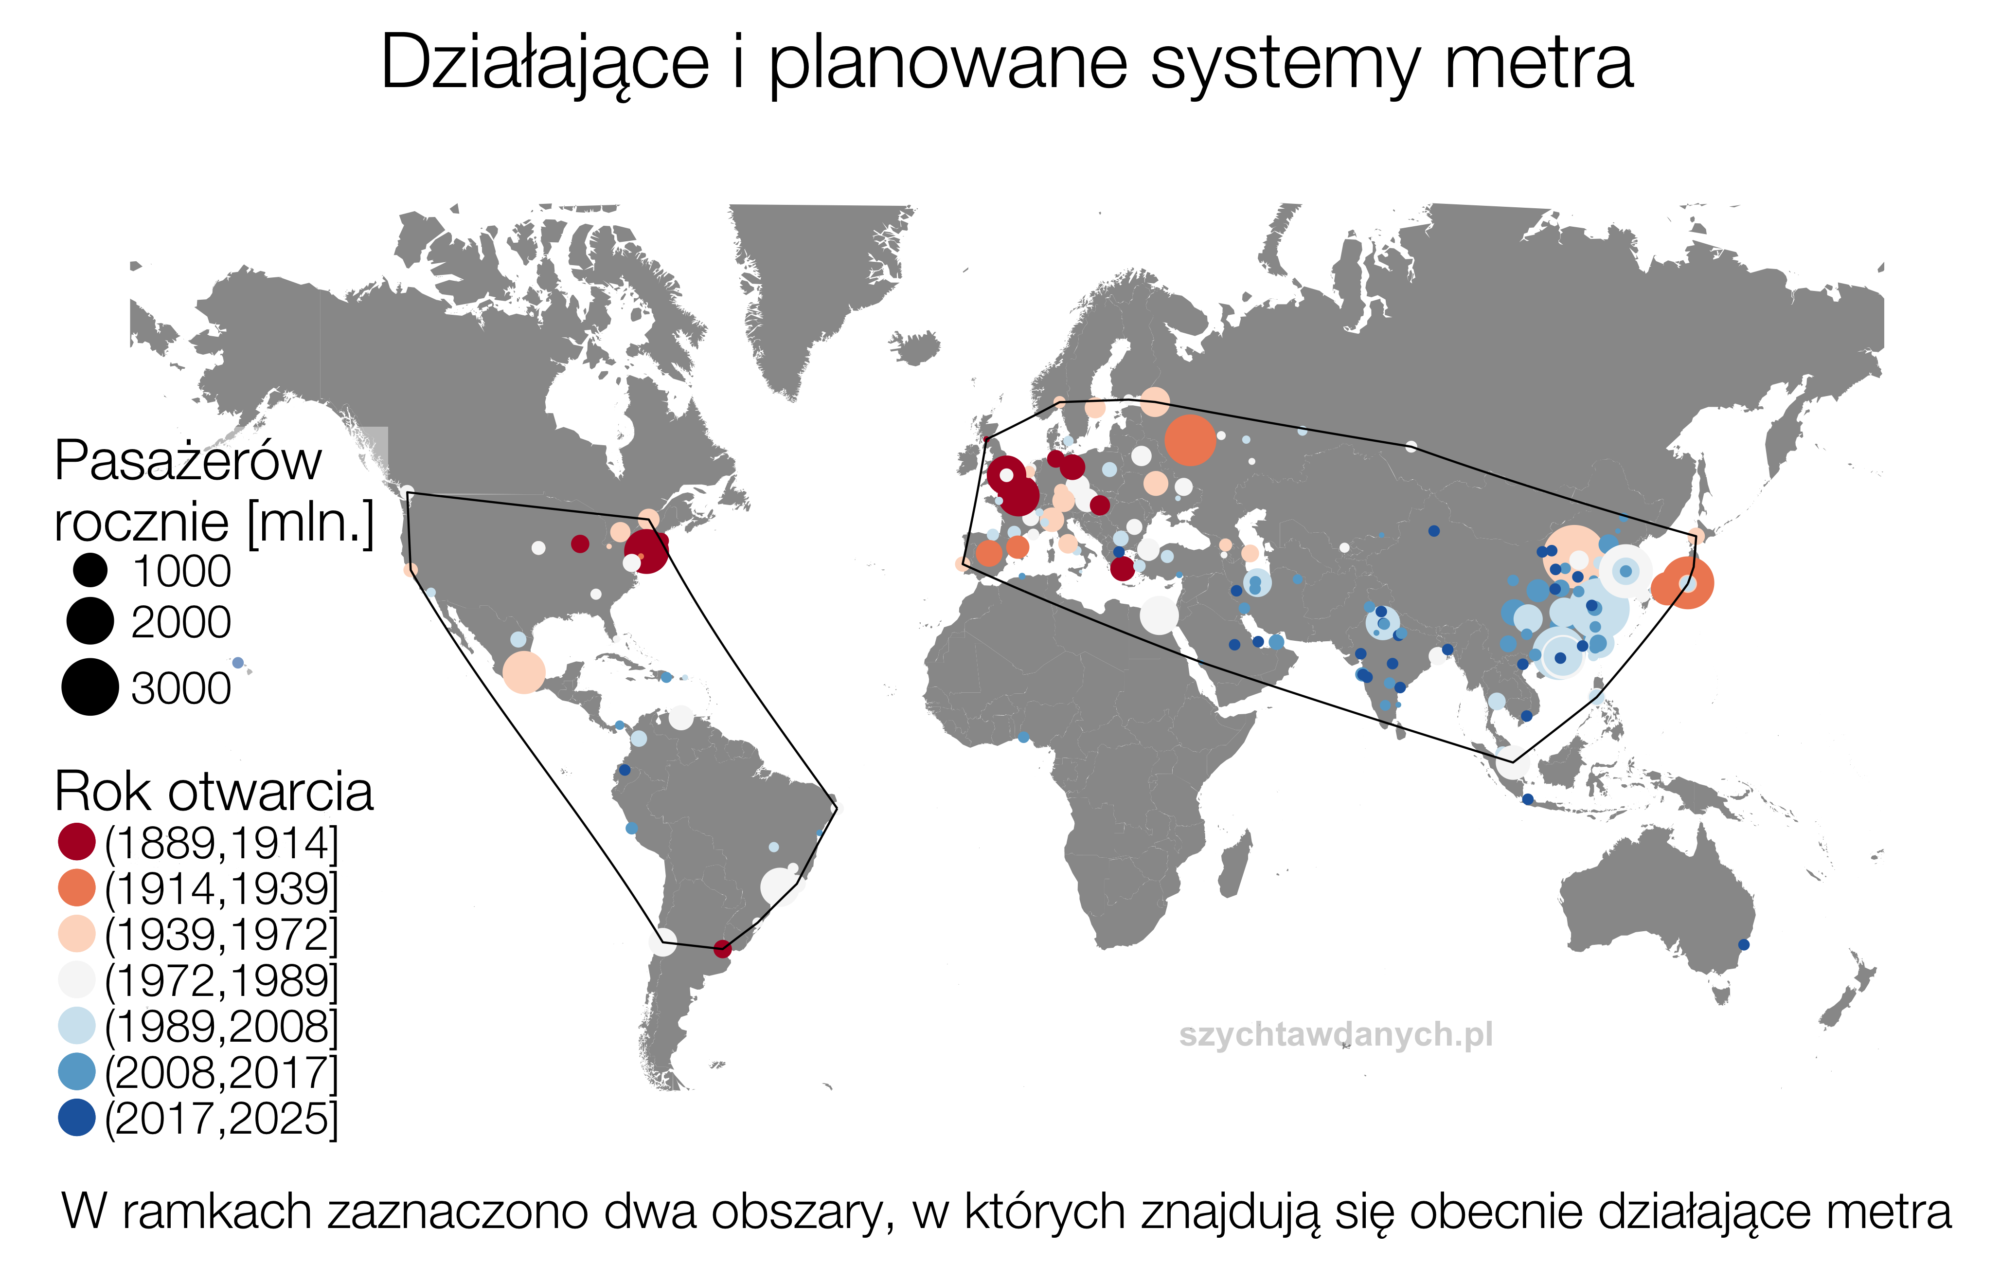 Działające i planowane systemy metra
Pasażerów
rocznie [mln.]
1000
2000
3000
Rok otwarcia
(1889,1914]
(1914,1939]
(1939,1972]
(1972,1989]
(1989,2008]
(2008,2017]
(2017,2025]
szychtawdanych.pl
W ramkach zaznaczono dwa obszary, w których znajdują się obecnie działające metra